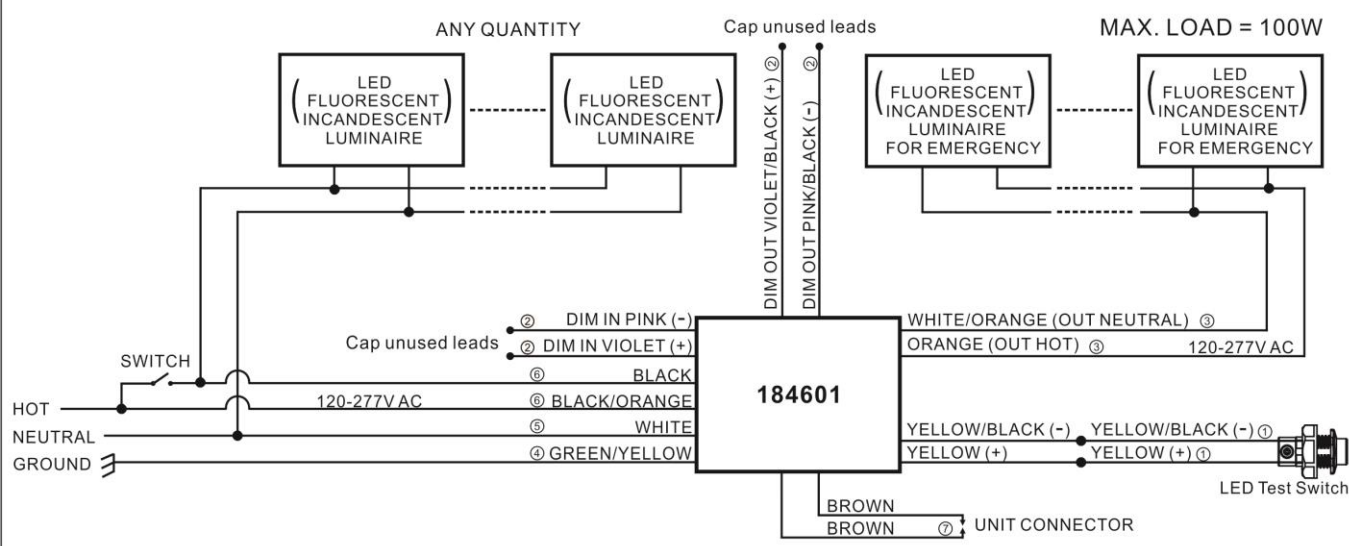 ANY QUANTITY
Cap unused leads
MAX. LOAD = 100W
(LED
FLUORESCENT
INCANDESCENT)
LUMINAIRE
(LED
FLUORESCENT
INCANDESCENT)
LUMINAIRE
DIM OUT VIOLET/BLACK (+) ②
DIM OUT PINK/BLACK (-) ②
(LED
FLUORESCENT
INCANDESCENT)
LUMINAIRE
FOR EMERGENCY
(LED
FLUORESCENT
INCANDESCENT)
LUMINAIRE
FOR EMERGENCY
② DIM IN PINK (-)
Cap unused leads
② DIM IN VIOLET (+)
SWITCH
⑥ BLACK
HOT
120-277V AC
⑥ BLACK/ORANGE
NEUTRAL
⑤ WHITE
GROUND
④ GREEN/YELLOW
184601
WHITE/ORANGE (OUT NEUTRAL) ③
ORANGE (OUT HOT) ③
120-277V AC
YELLOW/BLACK (-)
YELLOW/BLACK (-) ①
YELLOW (+)
YELLOW (+) ①
LED Test Switch
BROWN
BROWN ⑦
UNIT CONNECTOR